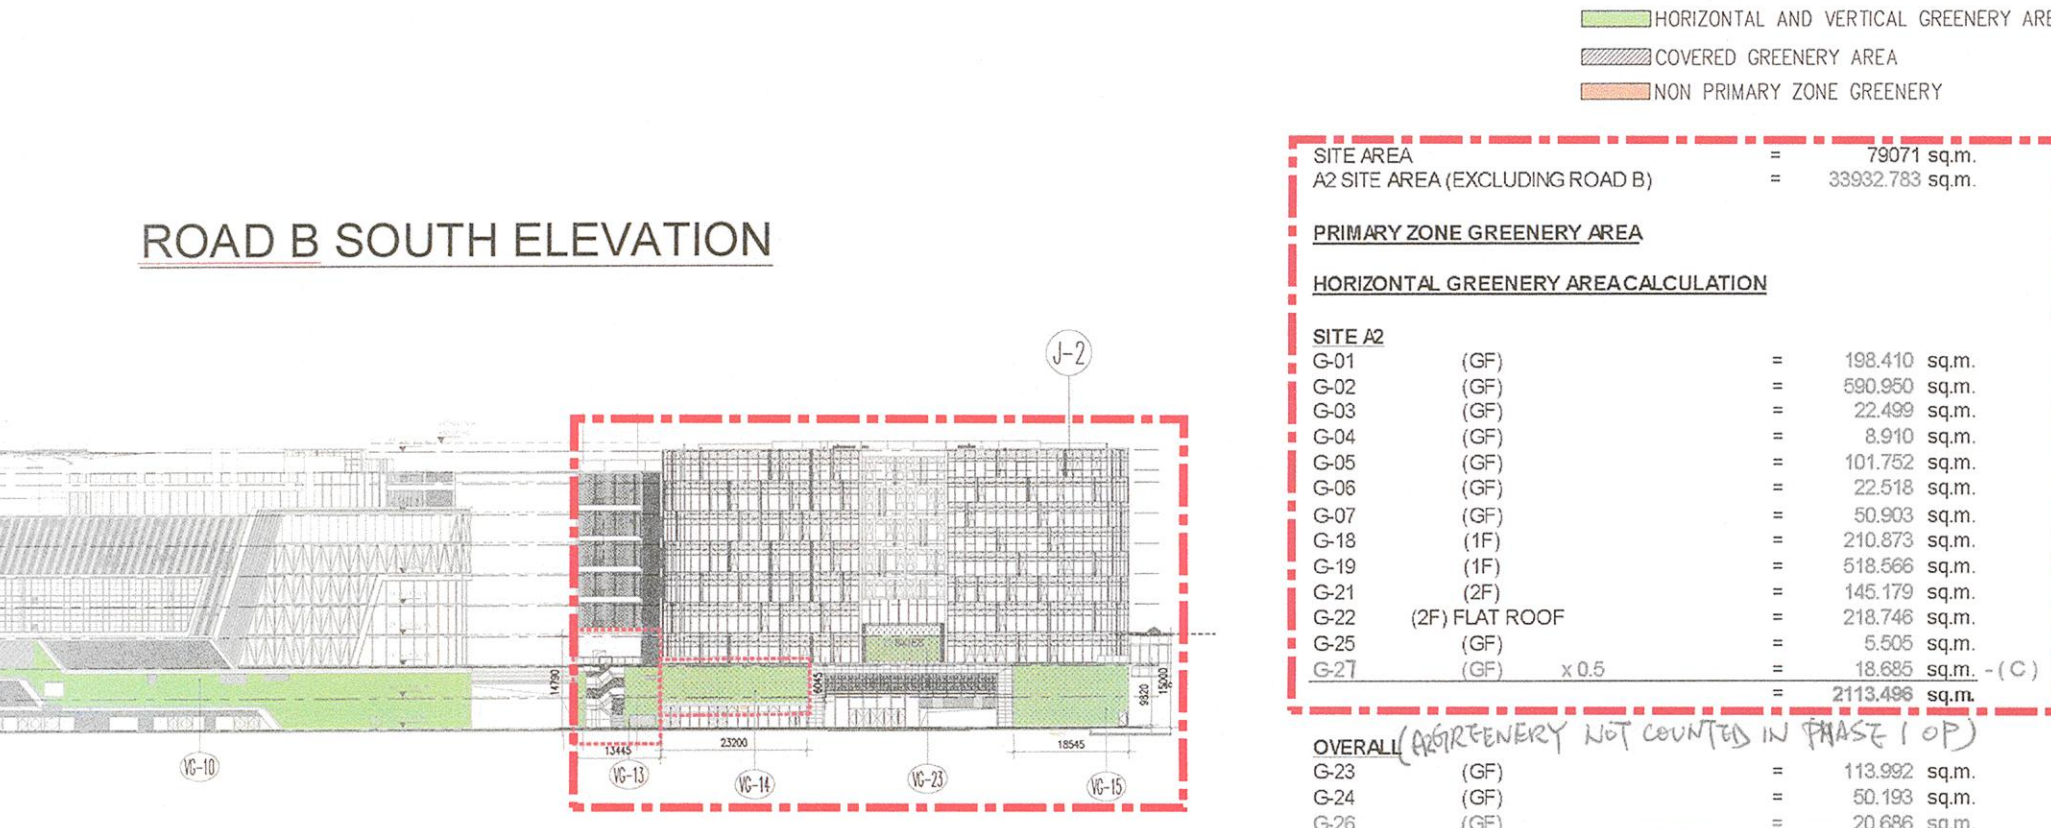 HORIZONTAL AND VERTICAL GREENERY ARE
COVERED GREENERY AREA
NON PRIMARY ZONE GREENERY
ROAD B SOUTH ELEVATION
J-2
14790
6045
9820
15000
13445
23200
18545
VG-10
VG-13
VG-14
VG-23
VG-15
SITE AREA = 79071 sq.m.
A2 SITE AREA (EXCLUDING ROAD B) = 33932.783 sq.m.
PRIMARY ZONE GREENERY AREA
HORIZONTAL GREENERY AREA CALCULATION
SITE A2
G-01 (GF) = 198.410 sq.m.
G-02 (GF) = 590.950 sq.m.
G-03 (GF) = 22.499 sq.m.
G-04 (GF) = 8.910 sq.m.
G-05 (GF) = 101.752 sq.m.
G-06 (GF) = 22.518 sq.m.
G-07 (GF) = 50.903 sq.m.
G-18 (1F) = 210.873 sq.m.
G-19 (1F) = 518.566 sq.m.
G-21 (2F) = 145.179 sq.m.
G-22 (2F) FLAT ROOF = 218.746 sq.m.
G-25 (GF) = 5.505 sq.m.
G-27 (GF) x 0.5 = 18.685 sq.m. - (C)
= 2113.496 sq.m.
OVERALL GREENERY NOT COUNTED IN PHASE 1 OP)
G-23 (GF) = 113.992 sq.m.
G-24 (GF) = 50.193 sq.m.
G-26 (GF) = 20.686 sq.m.